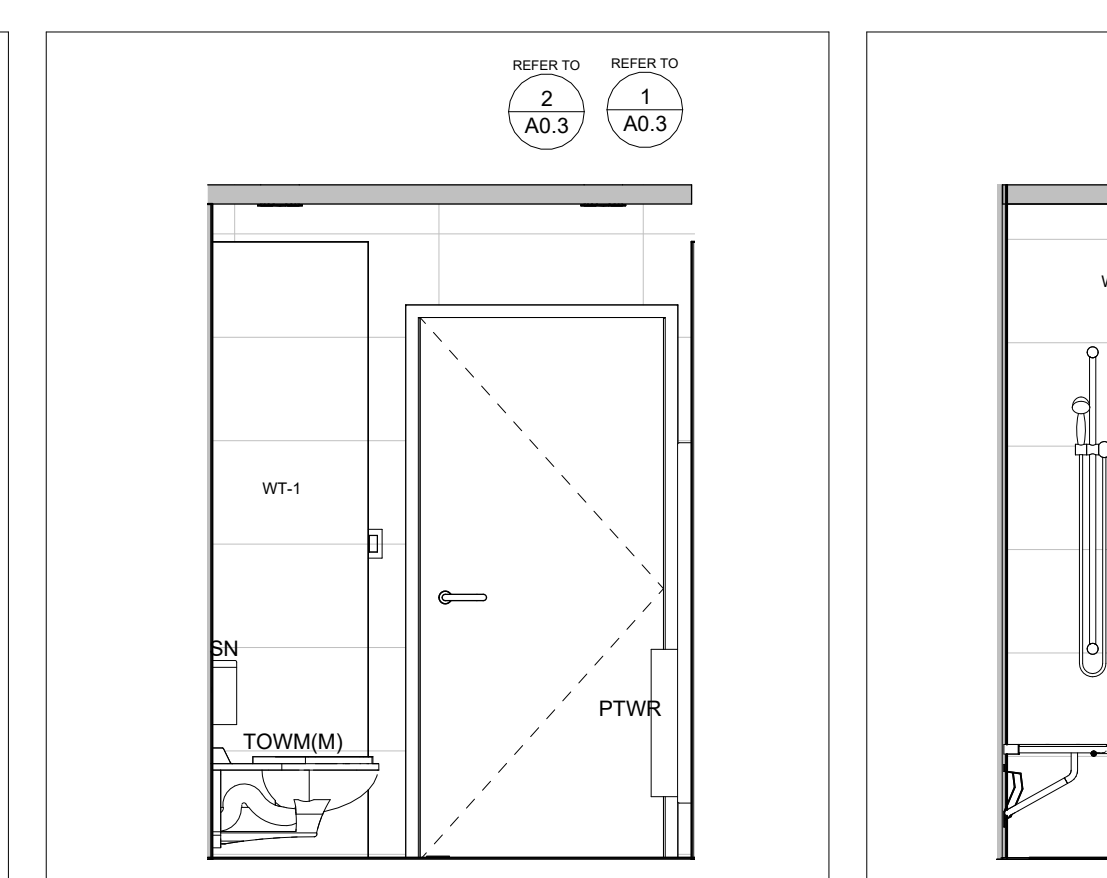 REFER TO
2
A0.3
REFER TO
1
A0.3
WT-1
SN
TOWM(M)
PTWR